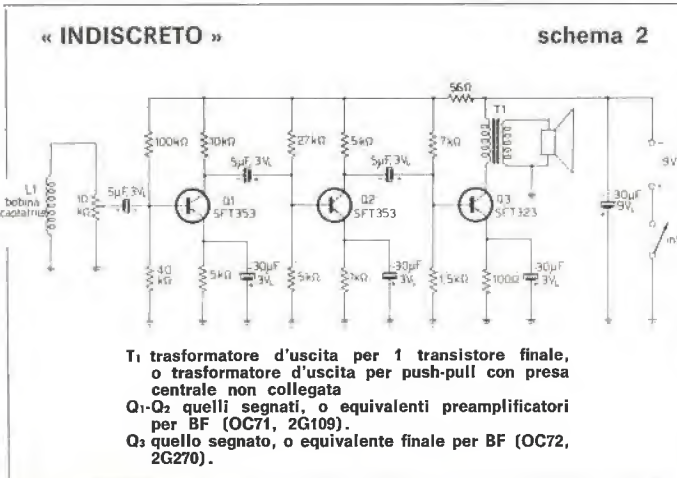 « INDISCRETO »
schema 2
56Ω
T1
100kΩ
10kΩ
27kΩ
5kΩ
7kΩ
5µF, 3VL
5µF, 3VL
9V
L1
bobina
captatrice
10
kΩ
5µF, 3VL
Q1
SFT353
Q2
SFT353
Q3
SFT323
30µF
9VL
40
kΩ
5kΩ
30µF
3VL
5kΩ
1kΩ
30µF
3VL
1,5kΩ
100Ω
30µF
3VL
T1 trasformatore d'uscita per 1 transistore finale,
o trasformatore d'uscita per push-pull con presa
centrale non collegata
Q1-Q2 quelli segnati, o equivalenti preamplificatori
per BF (OC71, 2G109).
Q3 quello segnato, o equivalente finale per BF (OC72,
2G270).